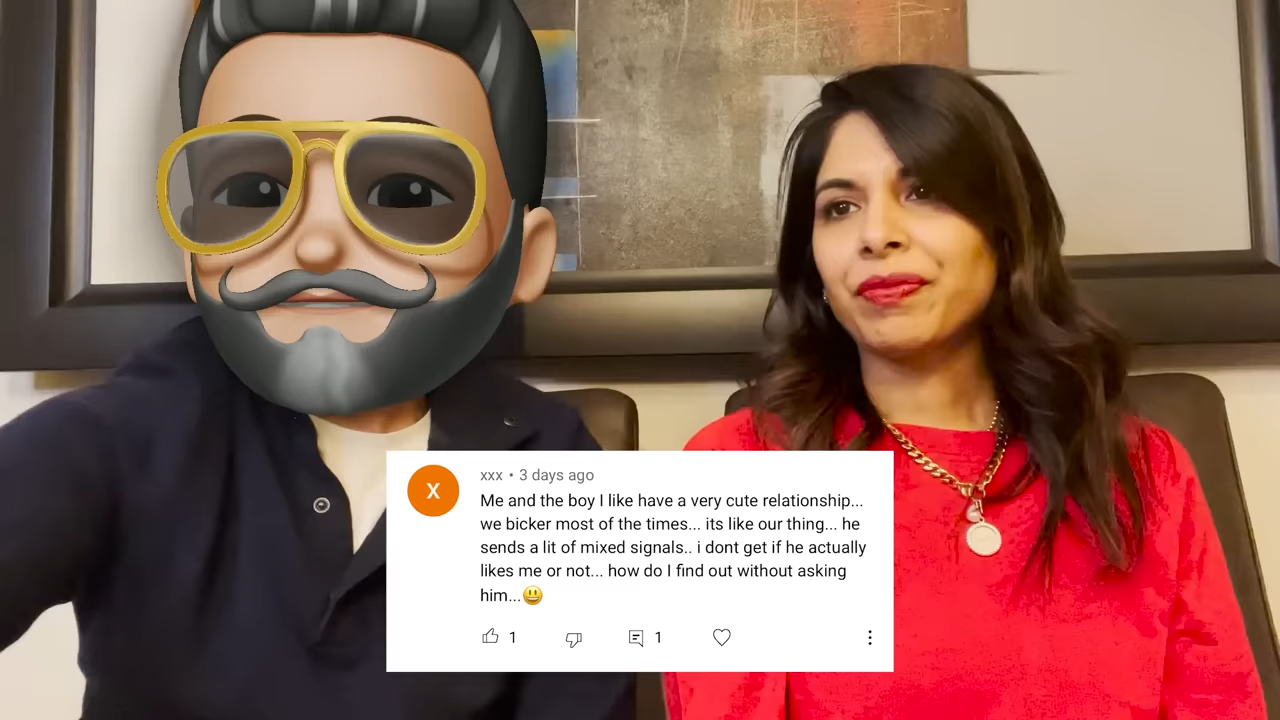 X
xxx • 3 days ago
Me and the boy I like have a very cute relationship...
we bicker most of the times... its like our thing... he
sends a lit of mixed signals.. i dont get if he actually
likes me or not... how do I find out without asking
him...😃
1
1